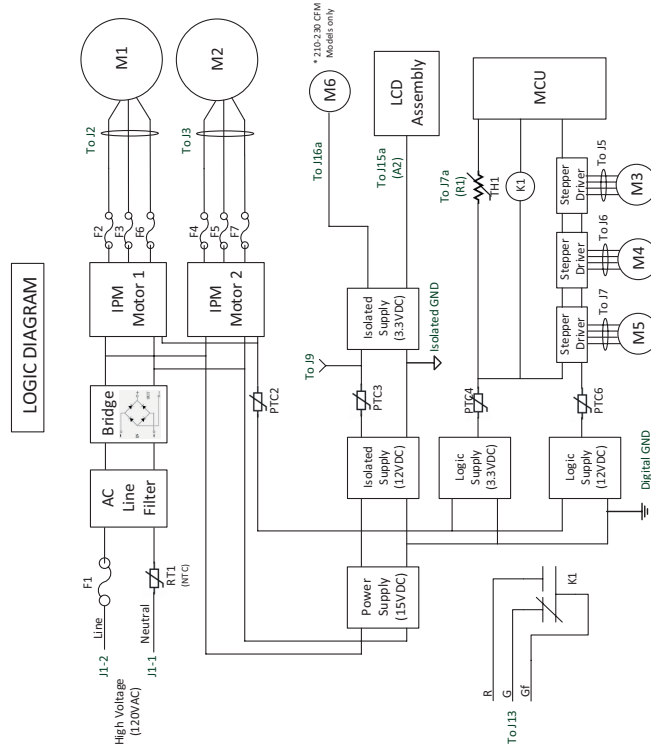 LOGIC DIAGRAM
High Voltage
(120VAC)
J1-2
Line
F1
J1-1
Neutral
RT1
(NTC)
AC
Line
Filter
Bridge
IPM
Motor 1
IPM
Motor 2
F2
F3
F6
F4
F5
F7
To J2
To J3
M1
M2
PTC2
Power
Supply
(15VDC)
Isolated
Supply
(12VDC)
PTC3
To J9
Isolated
Supply
(3.3VDC)
Isolated GND
To J16a
M6
* 210-230 CFM
Models only
To J15a
(A2)
LCD
Assembly
Logic
Supply
(3.3VDC)
PTC4
To J7a
(R1)
TH1
K1
MCU
Logic
Supply
(12VDC)
PTC6
Digital GND
Stepper
Driver
Stepper
Driver
Stepper
Driver
To J7
To J6
To J5
M5
M4
M3
To J13
R
G
Gf
K1